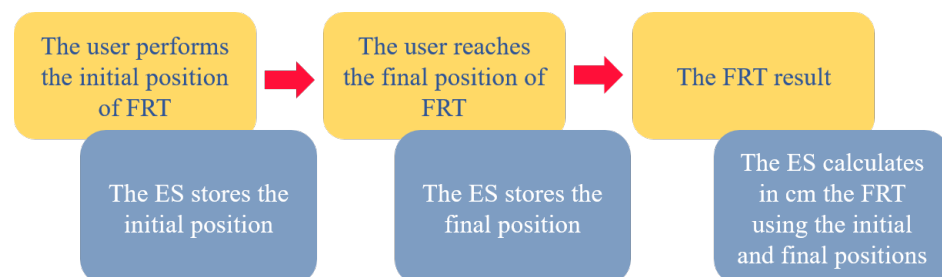 The user performs
the initial position
of FRT
The ES stores the
initial position
The user reaches
the final position of
FRT
The ES stores the
final position
The FRT result
The ES calculates
in cm the FRT
using the initial
and final positions